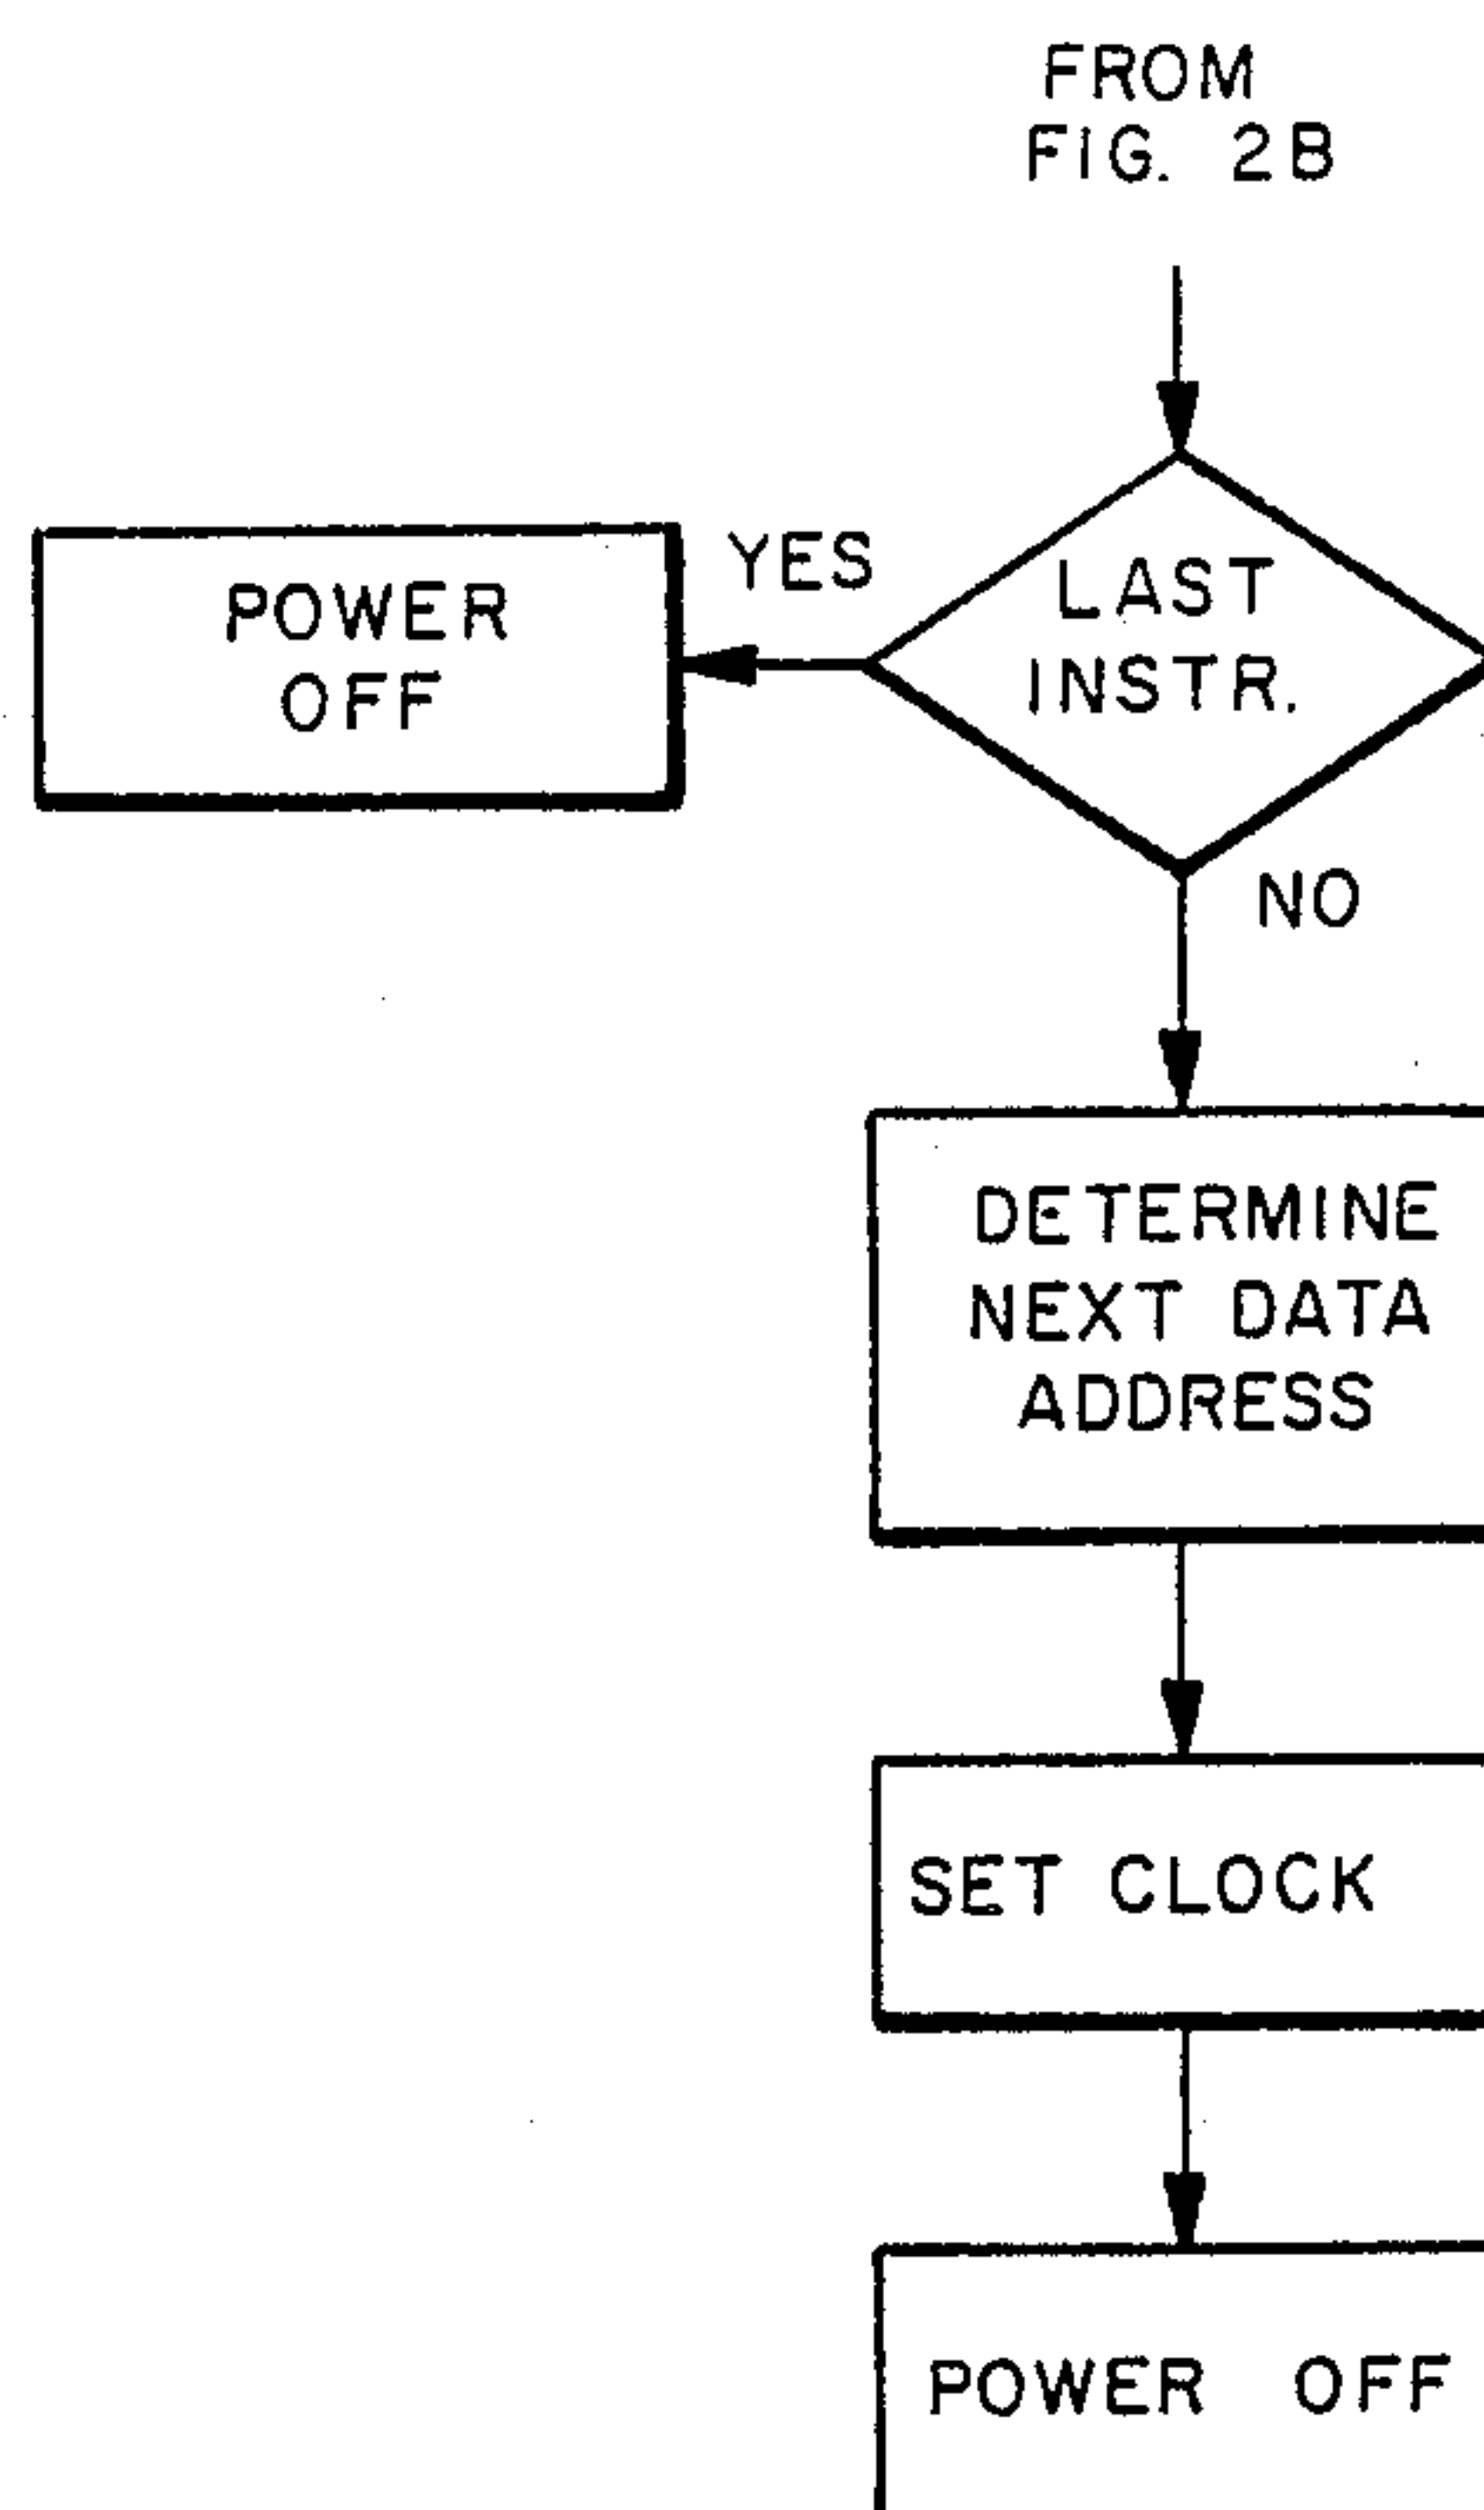 FROM
FIG. 2B
YES
LAST
INSTR.
POWER
OFF
NO
DETERMINE
NEXT DATA
ADDRESS
SET CLOCK
POWER OFF